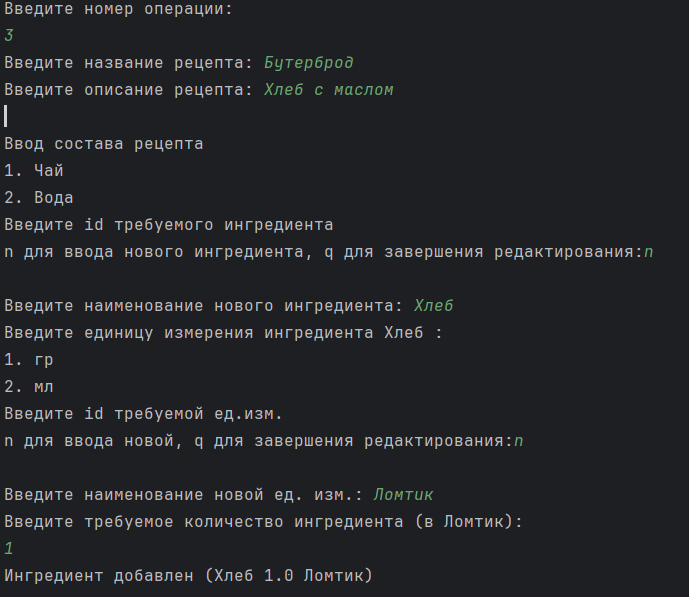 Введите номер операции:
3
Введите название рецепта: Бутерброд
Введите описание рецепта: Хлеб с маслом
Ввод состава рецепта
1. Чай
2. Вода
Введите id требуемого ингредиента
n для ввода нового ингредиента, q для завершения редактирования:n
Введите наименование нового ингредиента: Хлеб
Введите единицу измерения ингредиента Хлеб :
1. гр
2. мл
Введите id требуемой ед.изм.
n для ввода новой, q для завершения редактирования:n
Введите наименование новой ед. изм.: Ломтик
Введите требуемое количество ингредиента (в Ломтик):
1
Ингредиент добавлен (Хлеб 1.0 Ломтик)